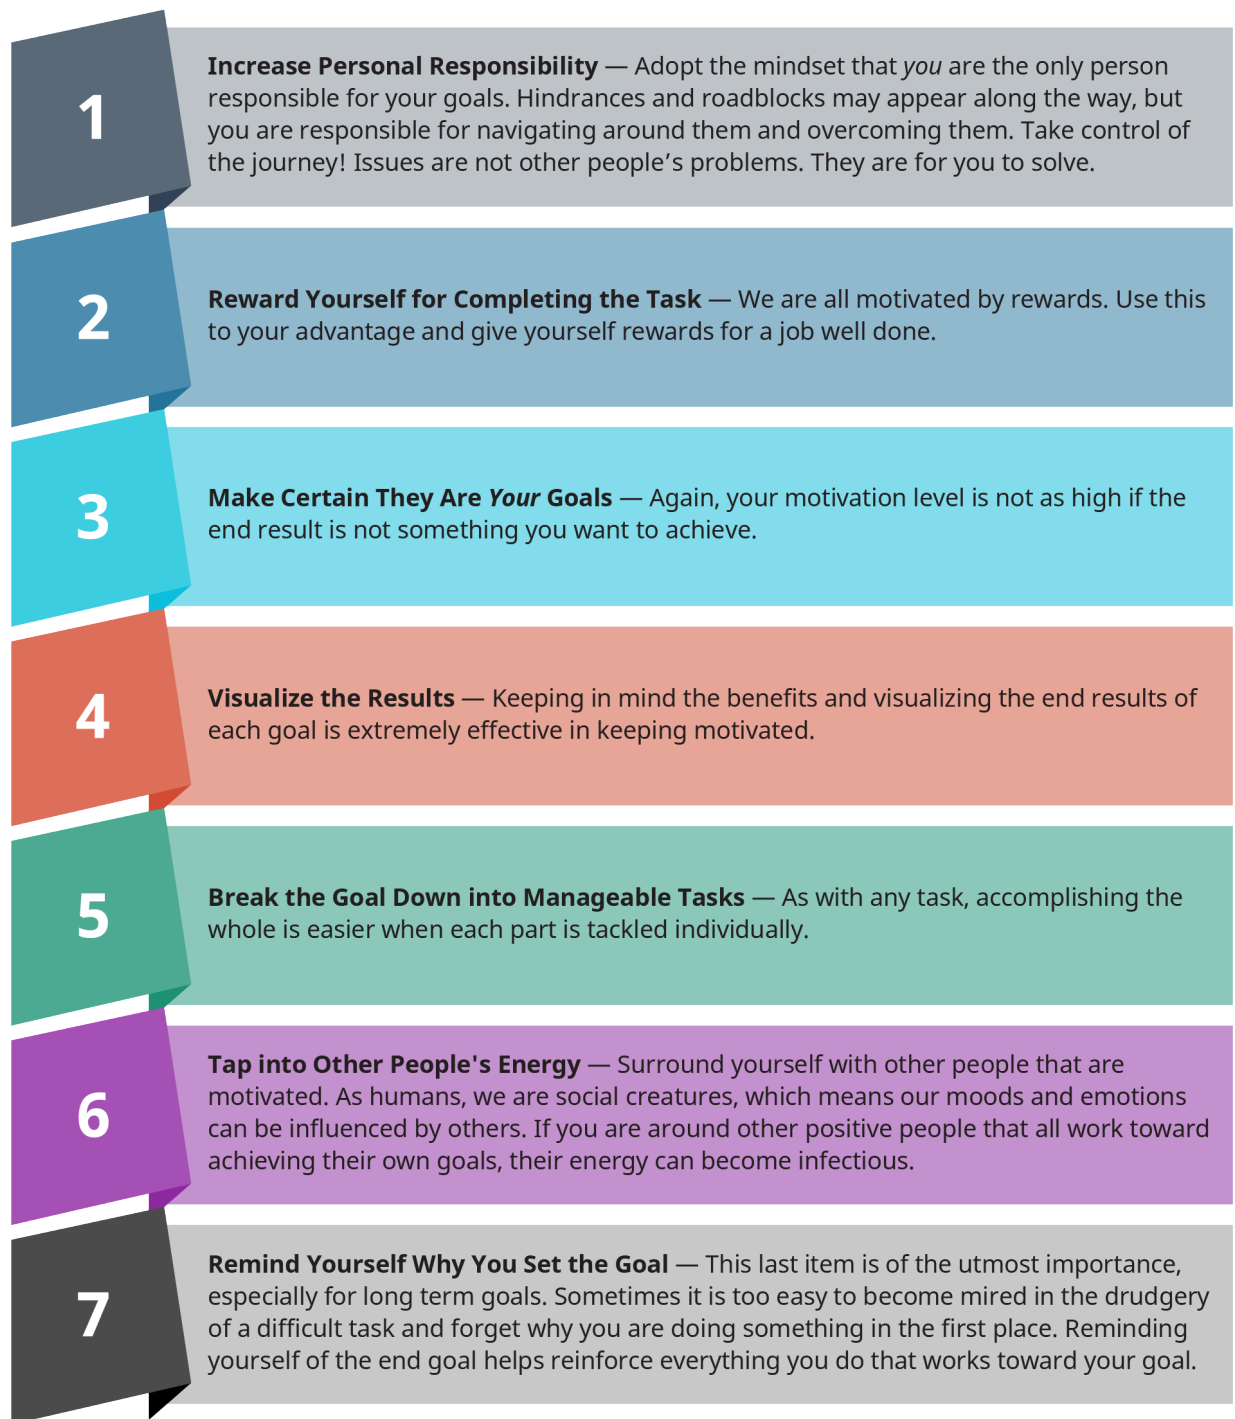 1
Increase Personal Responsibility — Adopt the mindset that you are the only person
responsible for your goals. Hindrances and roadblocks may appear along the way, but
you are responsible for navigating around them and overcoming them. Take control of
the journey! Issues are not other people’s problems. They are for you to solve.
2
Reward Yourself for Completing the Task — We are all motivated by rewards. Use this
to your advantage and give yourself rewards for a job well done.
3
Make Certain They Are Your Goals — Again, your motivation level is not as high if the
end result is not something you want to achieve.
4
Visualize the Results — Keeping in mind the benefits and visualizing the end results of
each goal is extremely effective in keeping motivated.
5
Break the Goal Down into Manageable Tasks — As with any task, accomplishing the
whole is easier when each part is tackled individually.
6
Tap into Other People's Energy — Surround yourself with other people that are
motivated. As humans, we are social creatures, which means our moods and emotions
can be influenced by others. If you are around other positive people that all work toward
achieving their own goals, their energy can become infectious.
7
Remind Yourself Why You Set the Goal — This last item is of the utmost importance,
especially for long term goals. Sometimes it is too easy to become mired in the drudgery
of a difficult task and forget why you are doing something in the first place. Reminding
yourself of the end goal helps reinforce everything you do that works toward your goal.